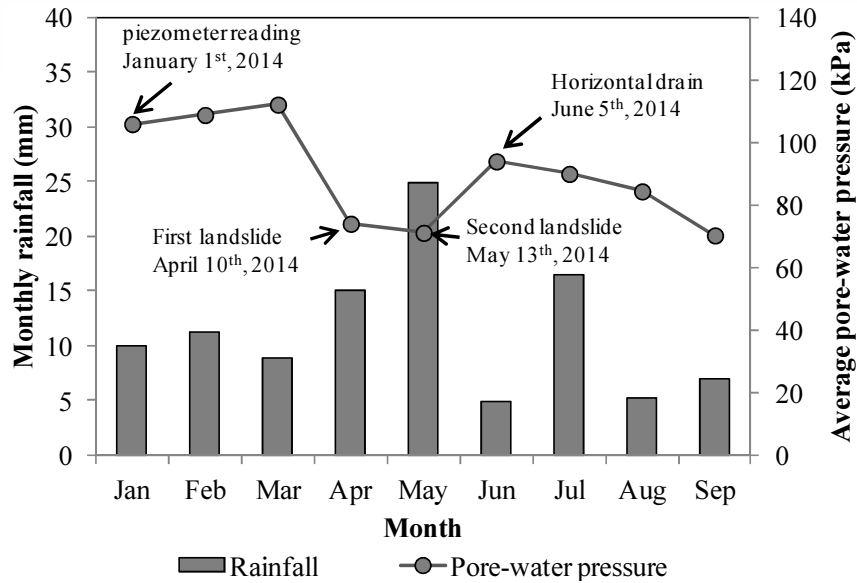 40
35
30
25
20
15
10
5
0
Monthly rainfall (mm)
140
120
100
80
60
40
20
0
Average pore-water pressure (kPa)
piezometer reading
January 1st, 2014
Horizontal drain
June 5th, 2014
First landslide
April 10th, 2014
Second landslide
May 13th, 2014
Jan Feb Mar Apr May Jun Jul Aug Sep
Month
Rainfall Pore-water pressure